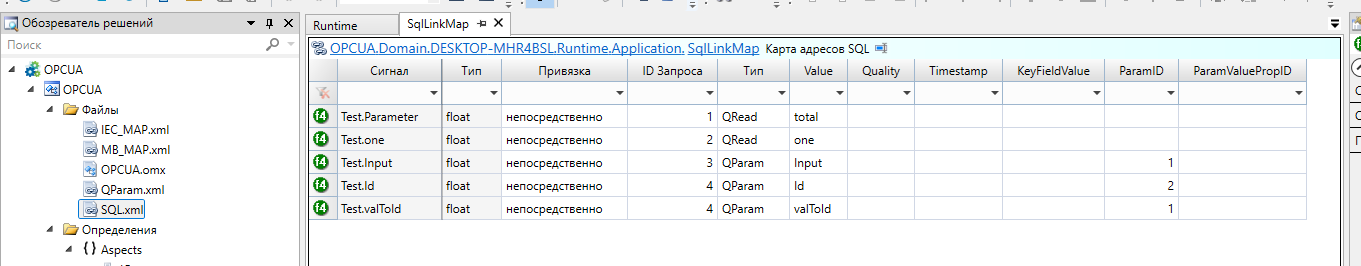 Обозреватель решений
Поиск
OPCUA
OPCUA
Файлы
IEC_MAP.xml
MB_MAP.xml
OPCUA.omx
QParam.xml
SQL.xml
Определения
Aspects
Runtime
SqlLinkMap
OPCUA.Domain.DESKTOP-MHR4BSL.Runtime.Application. SqlLinkMap Карта адресов SQL
Сигнал Тип Привязка ID Запроса Тип Value Quality Timestamp KeyFieldValue ParamID ParamValuePropID
f4 Test.Parameter float непосредственно 1 QRead total
f4 Test.one float непосредственно 2 QRead one
f4 Test.Input float непосредственно 3 QParam Input 1
f4 Test.Id float непосредственно 4 QParam Id 2
f4 Test.valToId float непосредственно 4 QParam valToId 1